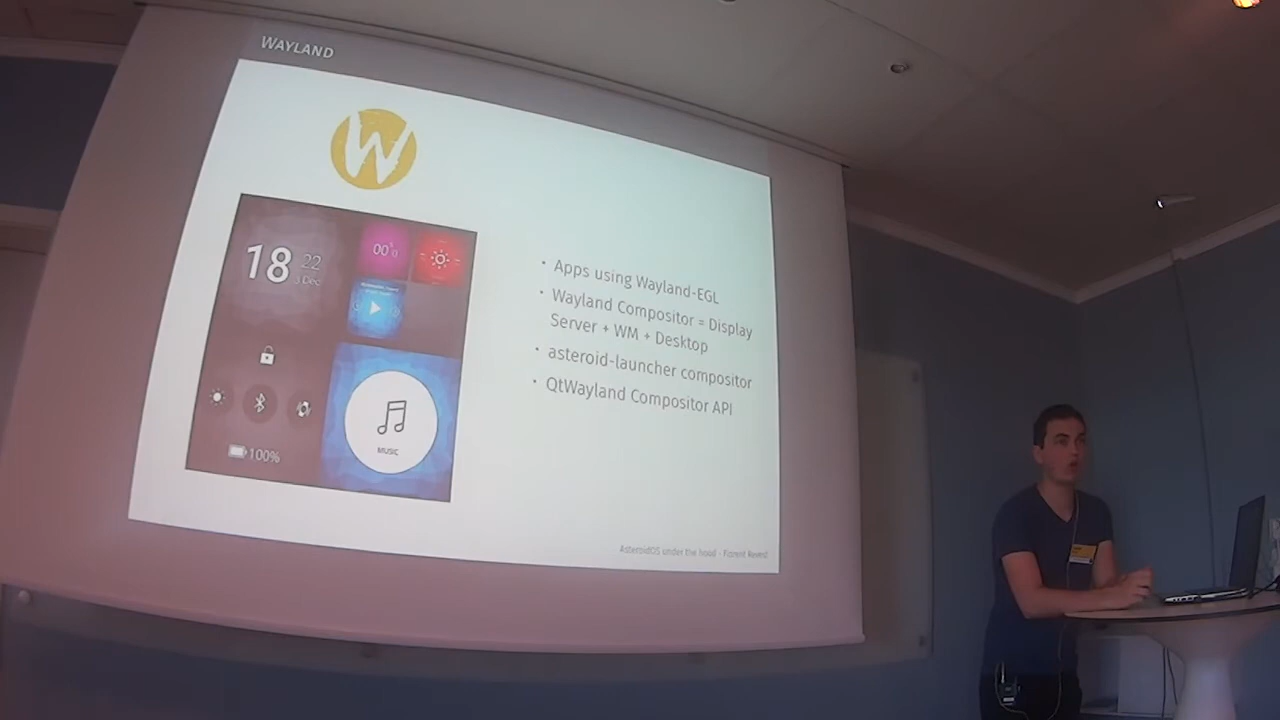 WAYLAND
W
18 22
3 Dec
00
MUSIC
100%
• Apps using Wayland-EGL
• Wayland Compositor = Display
Server + WM + Desktop
• asteroid-launcher compositor
• QtWayland Compositor API
AsteroidOS under the hood - Florent Revest